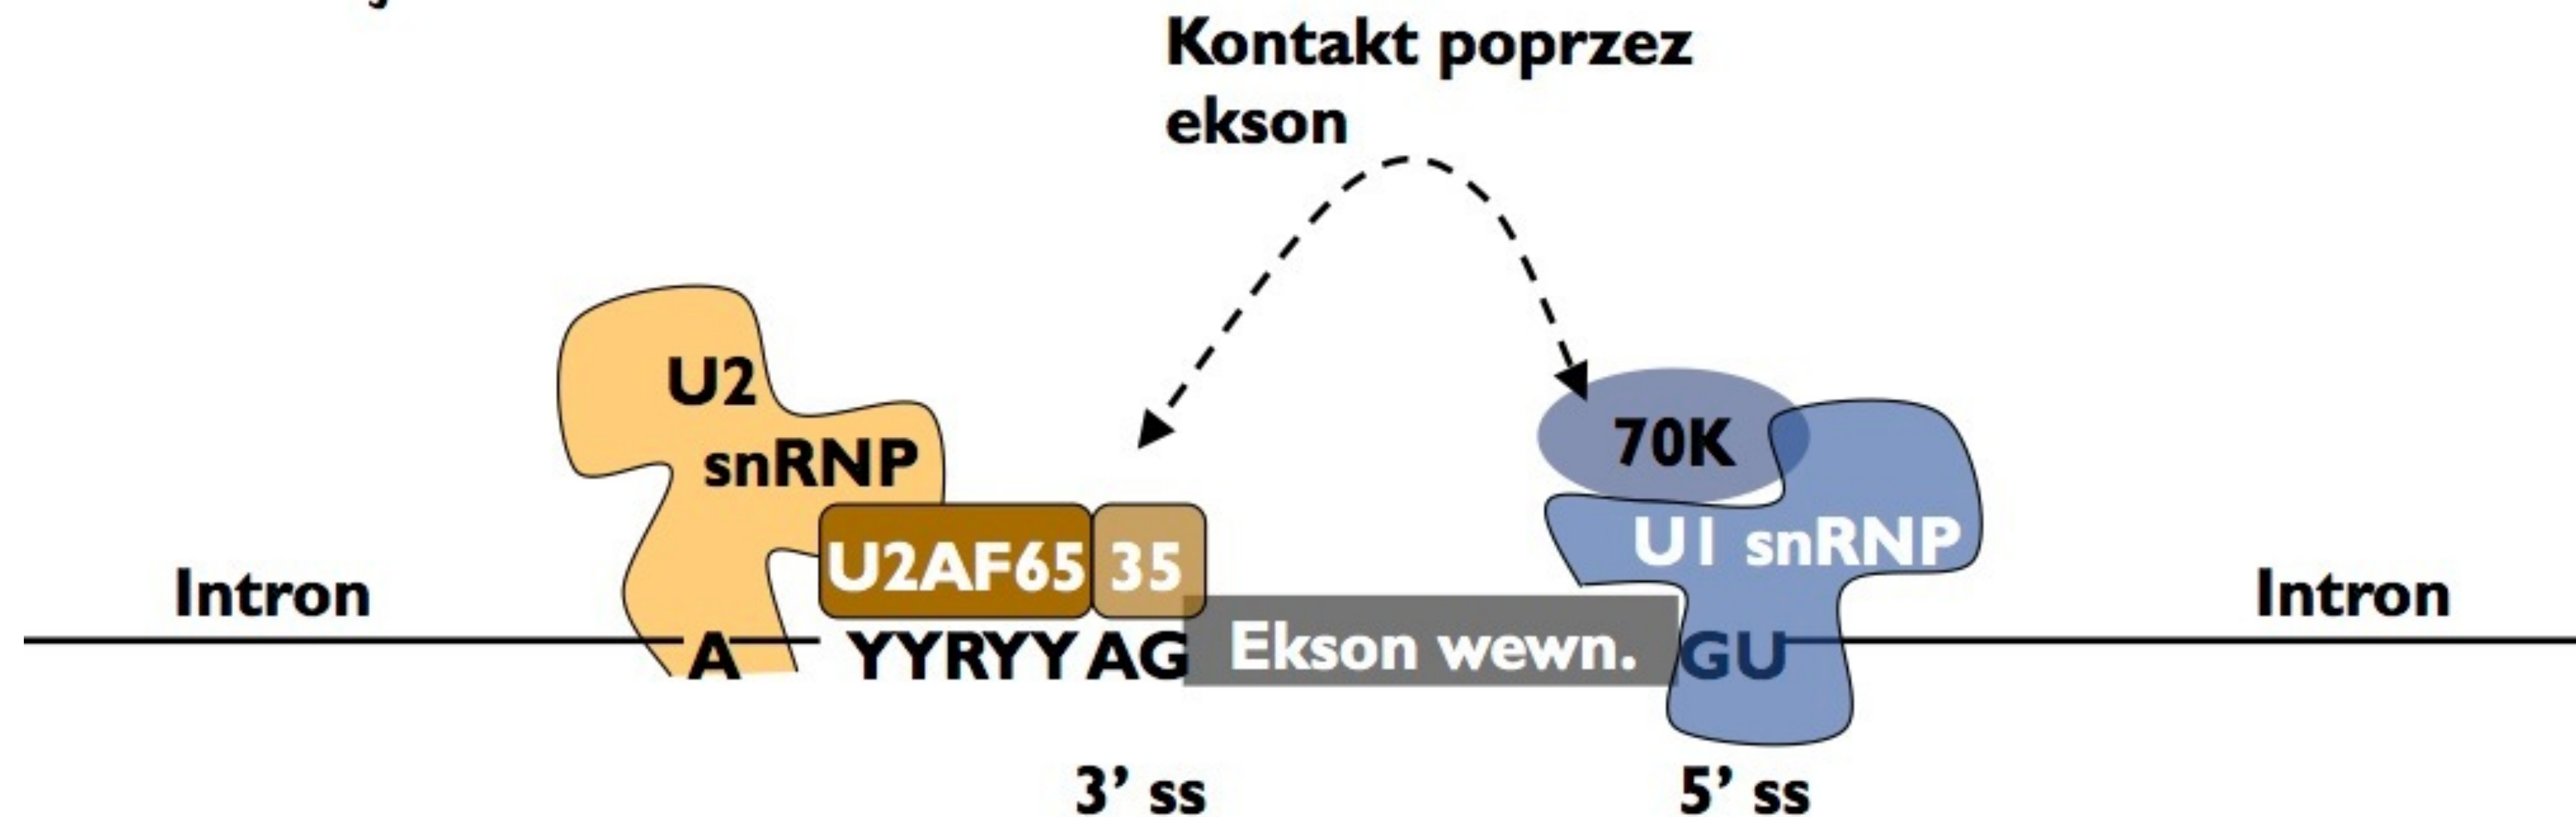 Kontakt poprzez
ekson
U2
snRNP
70K
U2AF65 35
U1 snRNP
Intron
Intron
A YYRYY AG Ekson wewn. GU
3’ ss
5’ ss